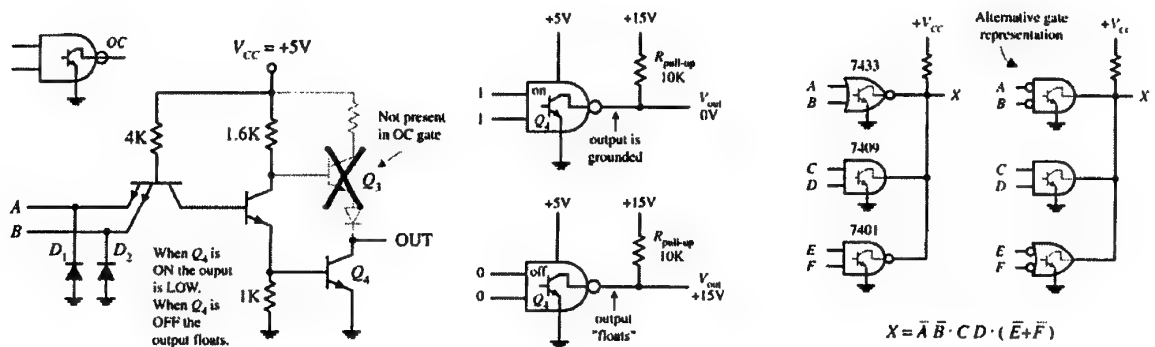 OC
V_CC = +5V
4K
1.6K
Not present
in OC gate
Q_3
A
B
D_1
D_2
OUT
When Q_4 is
ON the ouput
is LOW.
When Q_4 is
OFF the
output floats.
1K
Q_4
+5V
+15V
R_pull-up
10K
1
1
on
Q_4
V_out
0V
output is
grounded
+5V
+15V
R_pull-up
10K
0
0
off
Q_4
V_out
+15V
output
"floats"
+V_CC
7433
A
B
X
7409
C
D
7401
E
F
Alternative gate
representation
+V_cc
A
B
X
C
D
E
F
X = A̅ B̅ · C D · ( E̅ + F̅ )